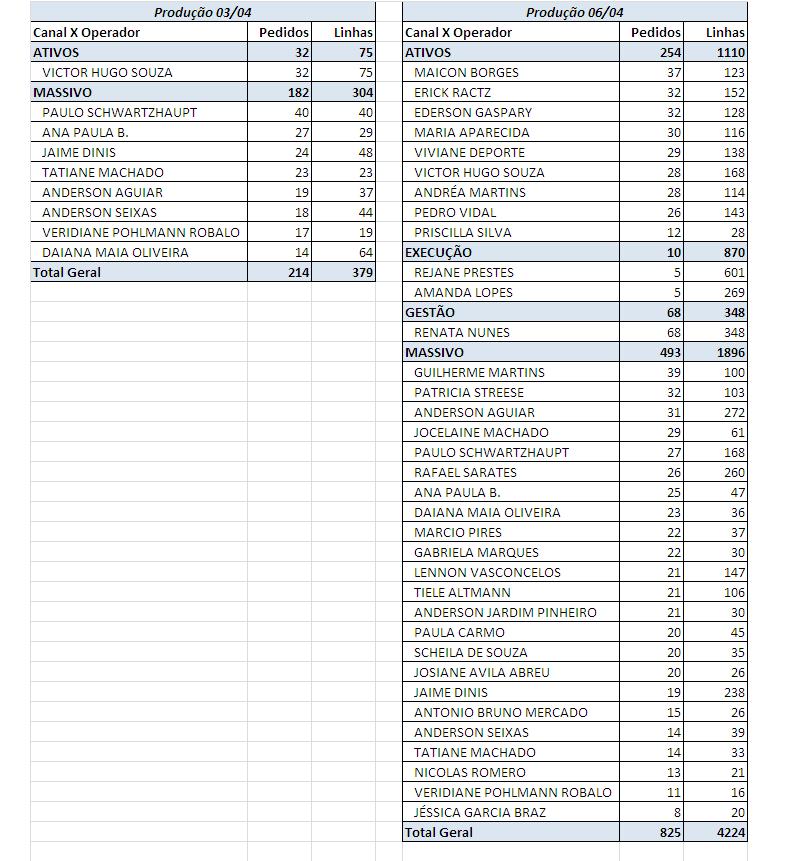 Produção 03/04
Canal X Operador Pedidos Linhas
ATIVOS 32 75
VICTOR HUGO SOUZA 32 75
MASSIVO 182 304
PAULO SCHWARTZHAUPT 40 40
ANA PAULA B. 27 29
JAIME DINIS 24 48
TATIANE MACHADO 23 23
ANDERSON AGUIAR 19 37
ANDERSON SEIXAS 18 44
VERIDIANE POHLMANN ROBALO 17 19
DAIANA MAIA OLIVEIRA 14 64
Total Geral 214 379
Produção 06/04
Canal X Operador Pedidos Linhas
ATIVOS 254 1110
MAICON BORGES 37 123
ERICK RACTZ 32 152
EDERSON GASPARY 32 128
MARIA APARECIDA 30 116
VIVIANE DEPORTE 29 138
VICTOR HUGO SOUZA 28 168
ANDRÉA MARTINS 28 114
PEDRO VIDAL 26 143
PRISCILLA SILVA 12 28
EXECUÇÃO 10 870
REJANE PRESTES 5 601
AMANDA LOPES 5 269
GESTÃO 68 348
RENATA NUNES 68 348
MASSIVO 493 1896
GUILHERME MARTINS 39 100
PATRICIA STREESE 32 103
ANDERSON AGUIAR 31 272
JOCELAINE MACHADO 29 61
PAULO SCHWARTZHAUPT 27 168
RAFAEL SARATES 26 260
ANA PAULA B. 25 47
DAIANA MAIA OLIVEIRA 23 36
MARCIO PIRES 22 37
GABRIELA MARQUES 22 30
LENNON VASCONCELOS 21 147
TIELE ALTMANN 21 106
ANDERSON JARDIM PINHEIRO 21 30
PAULA CARMO 20 45
SCHEILA DE SOUZA 20 35
JOSIANE AVILA ABREU 20 26
JAIME DINIS 19 238
ANTONIO BRUNO MERCADO 15 26
ANDERSON SEIXAS 14 39
TATIANE MACHADO 14 33
NICOLAS ROMERO 13 21
VERIDIANE POHLMANN ROBALO 11 16
JÉSSICA GARCIA BRAZ 8 20
Total Geral 825 4224